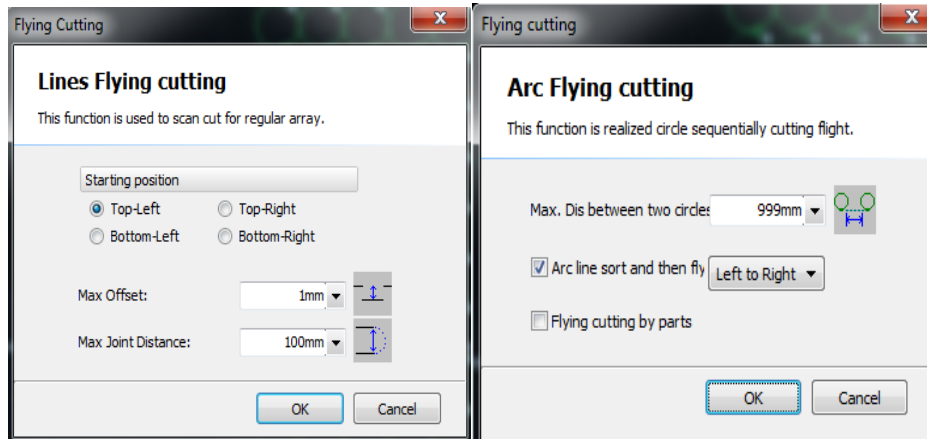 Flying Cutting
x
Lines Flying cutting
This function is used to scan cut for regular array.
Starting position
Top-Left Top-Right
Bottom-Left Bottom-Right
Max Offset: 1mm
Max Joint Distance: 100mm
OK Cancel
Flying cutting
x
Arc Flying cutting
This function is realized circle sequentially cutting flight.
Max. Dis between two circles 999mm
Arc line sort and then fly Left to Right
Flying cutting by parts
OK Cancel